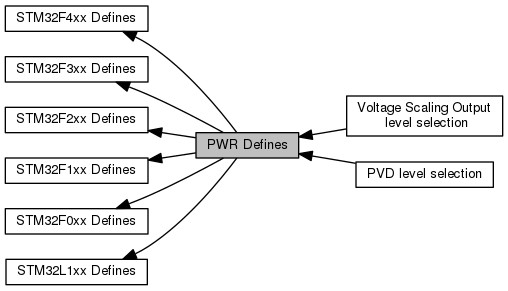 STM32F4xx Defines
STM32F3xx Defines
STM32F2xx Defines
STM32F1xx Defines
STM32F0xx Defines
STM32L1xx Defines
PWR Defines
Voltage Scaling Output
level selection
PVD level selection